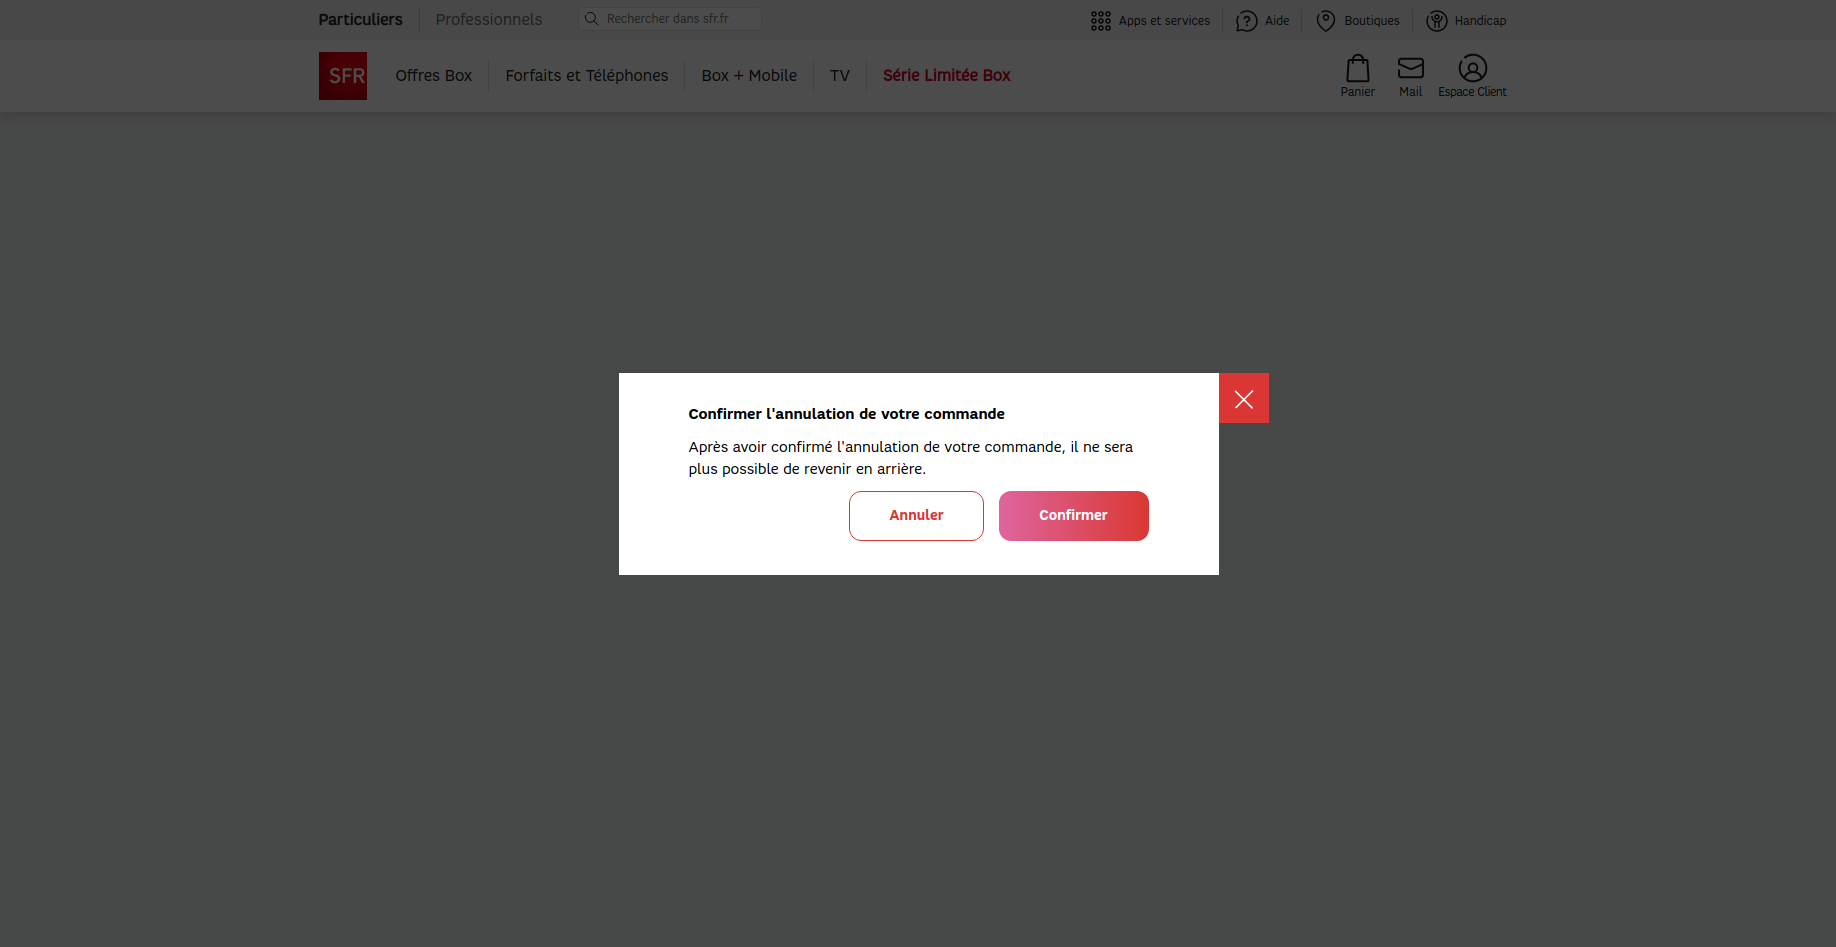 Particuliers
Professionnels
Rechercher dans sfr.fr
Apps et services
Aide
Boutiques
Handicap
SFR
Offres Box
Forfaits et Téléphones
Box + Mobile
TV
Série Limitée Box
Panier
Mail
Espace Client
Confirmer l'annulation de votre commande
Après avoir confirmé l'annulation de votre commande, il ne sera
plus possible de revenir en arrière.
Annuler
Confirmer